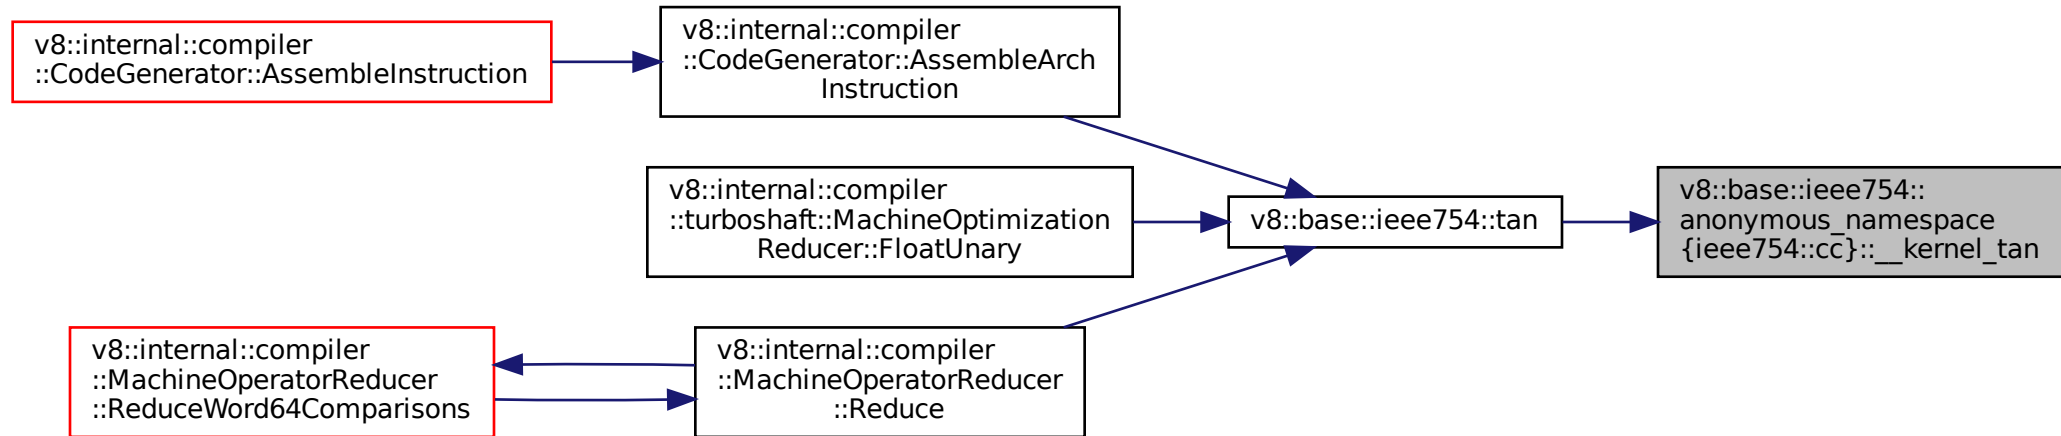 v8::internal::compiler
::CodeGenerator::AssembleInstruction
v8::internal::compiler
::CodeGenerator::AssembleArch
Instruction
v8::internal::compiler
::turboshaft::MachineOptimization
Reducer::FloatUnary
v8::base::ieee754::tan
v8::base::ieee754::
anonymous_namespace
{ieee754::cc}::__kernel_tan
v8::internal::compiler
::MachineOperatorReducer
::ReduceWord64Comparisons
v8::internal::compiler
::MachineOperatorReducer
::Reduce